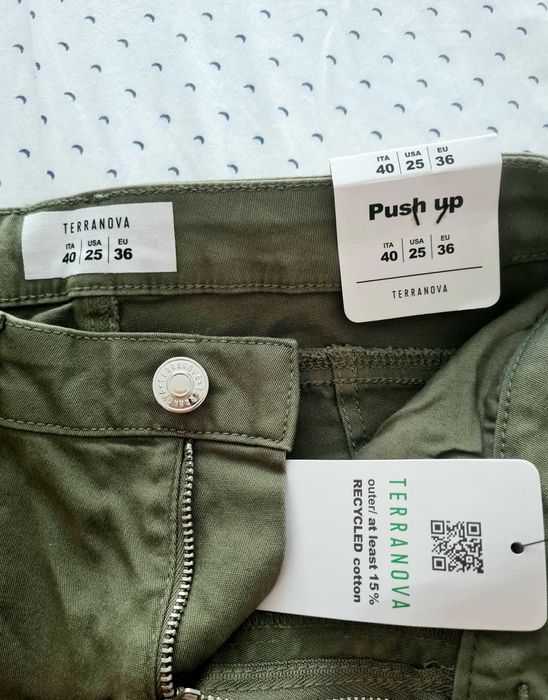 TERRANOVA
ITA USA EU
40 25 36
ITA USA EU
40 25 36
Push up
ITA USA EU
40 25 36
TERRANOVA
TERRANOVA
TERRANOVA
outer/ at least 15%
RECYCLED cotton